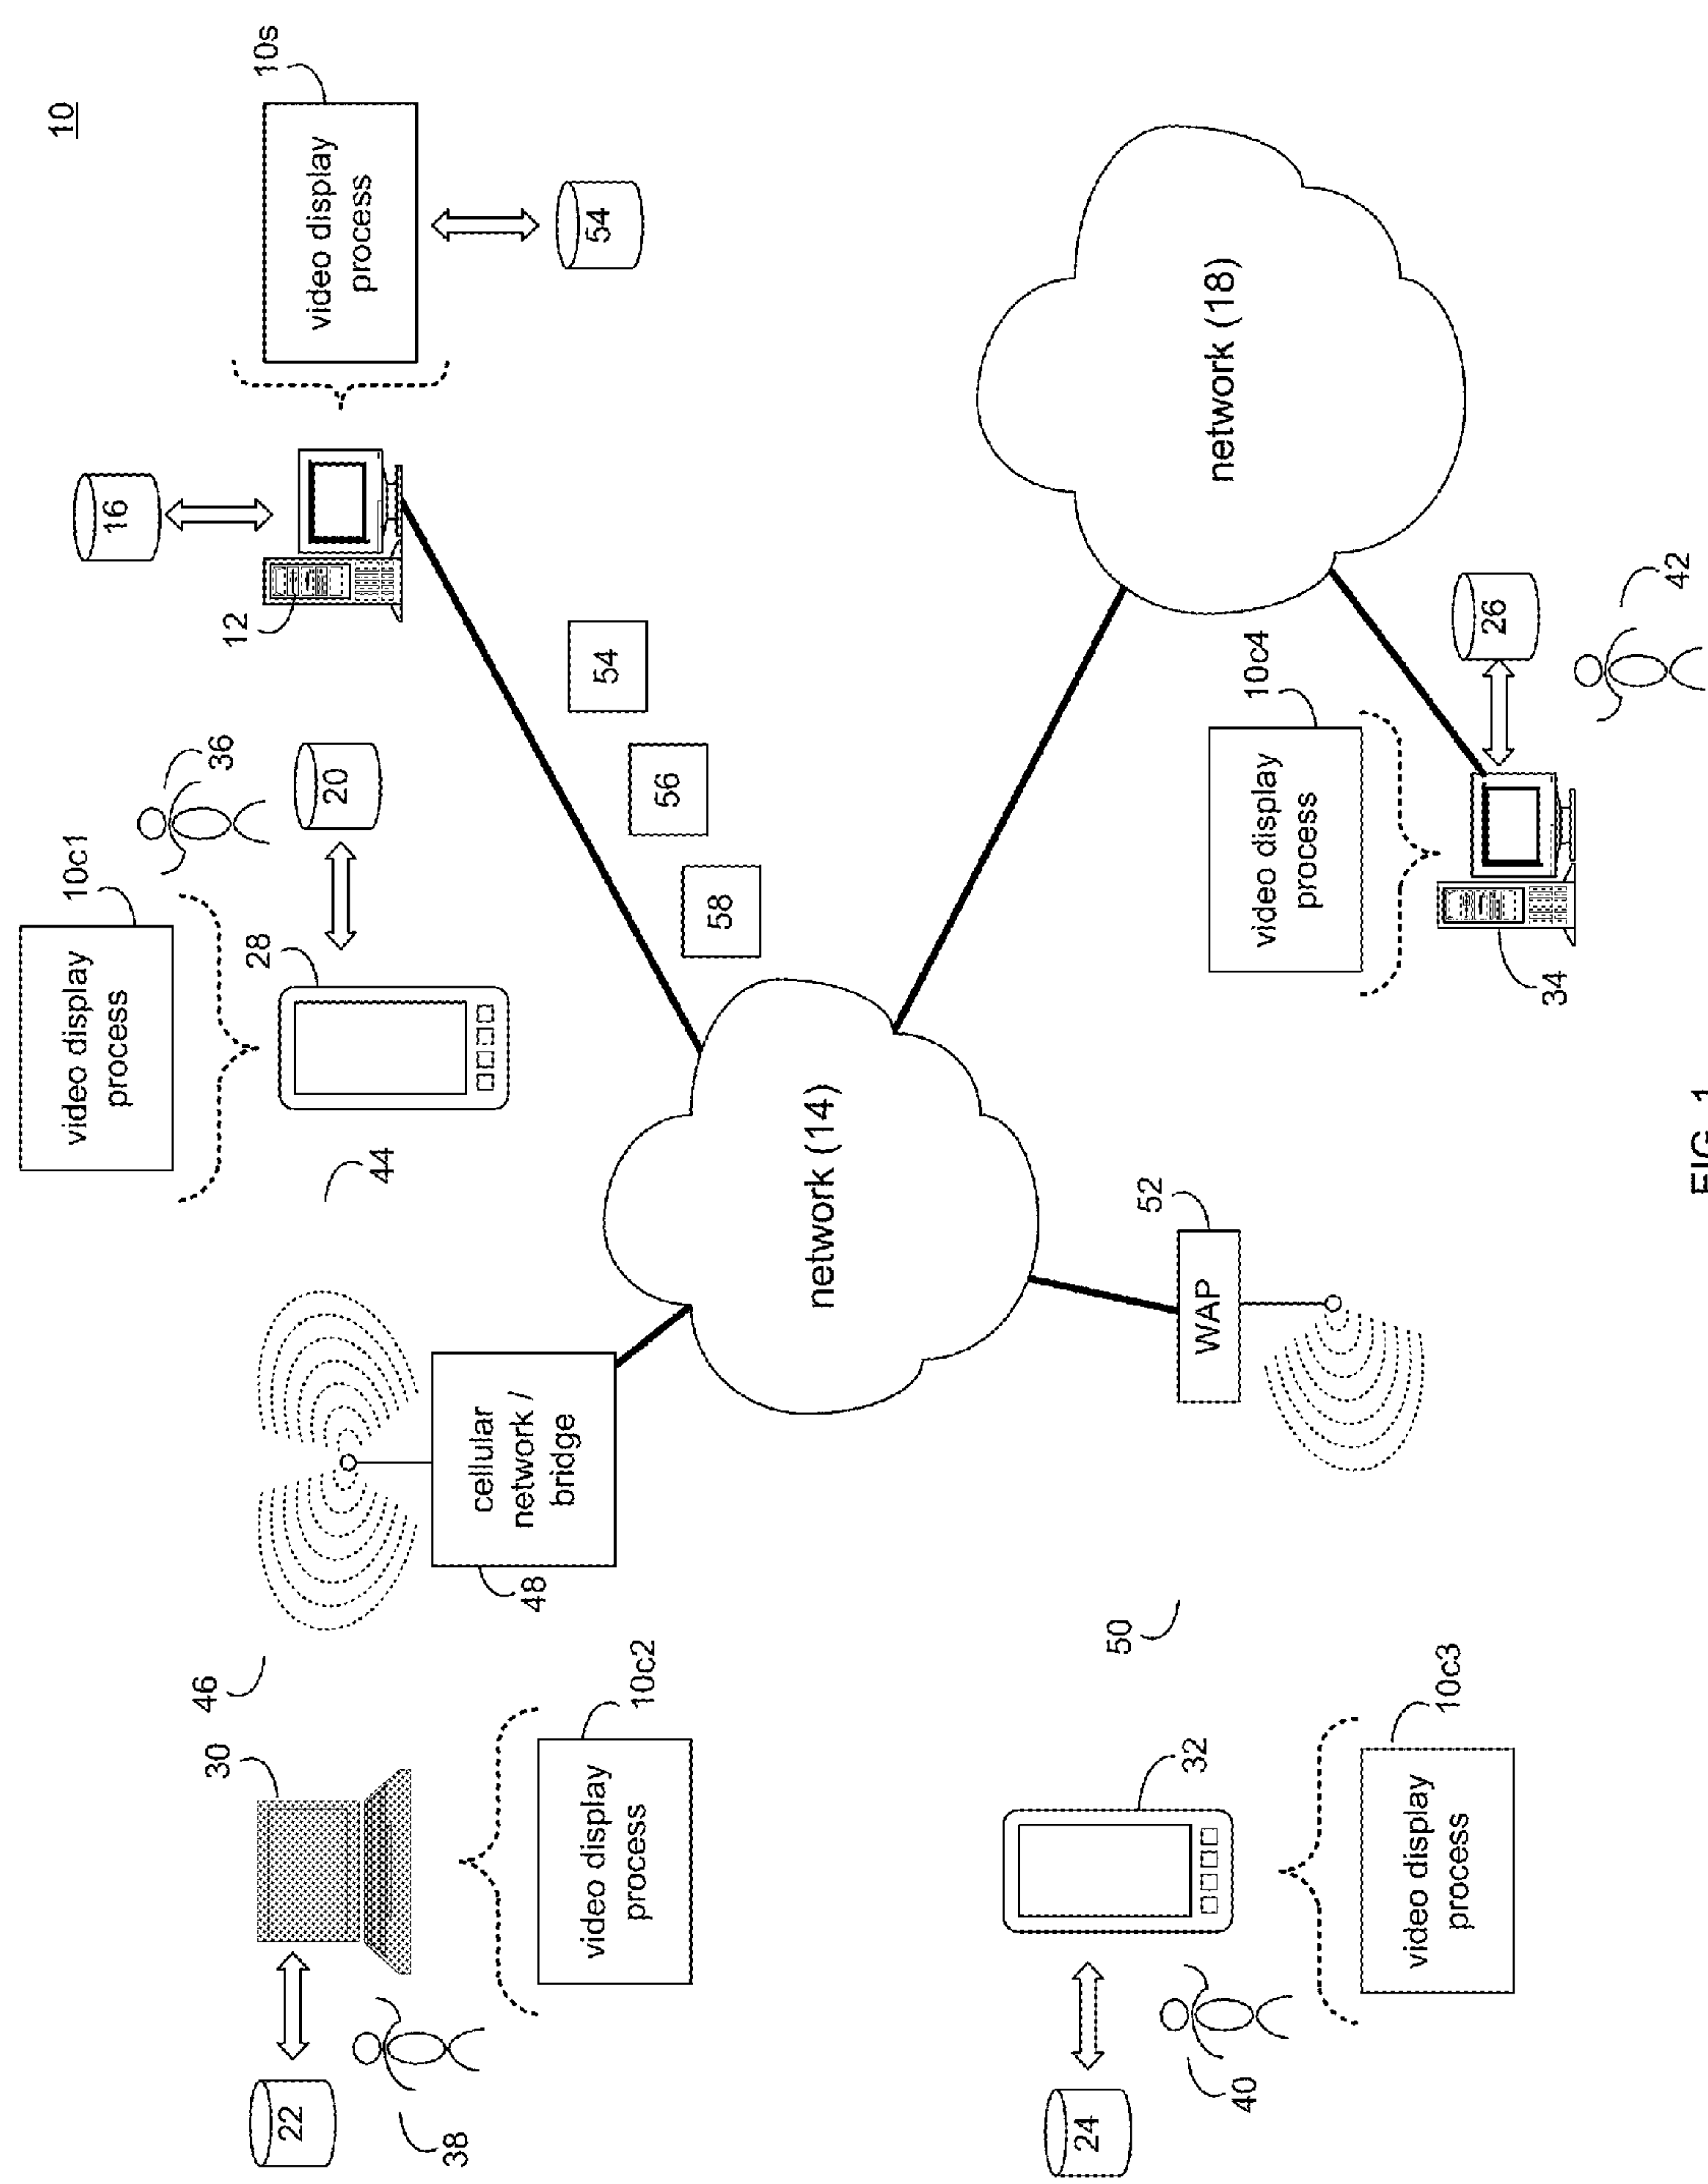 10
10s
video display
process
54
16
12
36
20
10c1
video display
process
28
44
54
56
58
network (18)
10c4
video display
process
26
42
34
network (14)
52
WAP
cellular
network /
bridge
48
46
30
10c2
video display
process
22
38
50
32
10c3
video display
process
24
40
FIG. 1